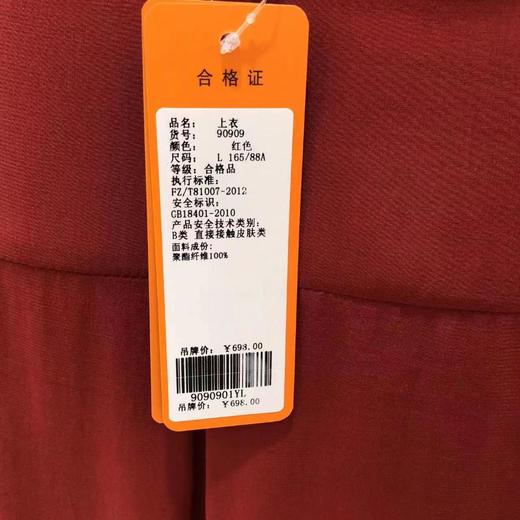 合格证
品名： 上衣
货号： 90909
颜色： 红色
尺码： L 165/88A
等级：合格品
执行标准：
FZ/T81007-2012
安全标识：
GB18401-2010
产品安全技术类别：
B类 直接接触皮肤类
面料成份：
聚酯纤维100%
吊牌价： ￥698.00
9090901YL
吊牌价： ￥698.00